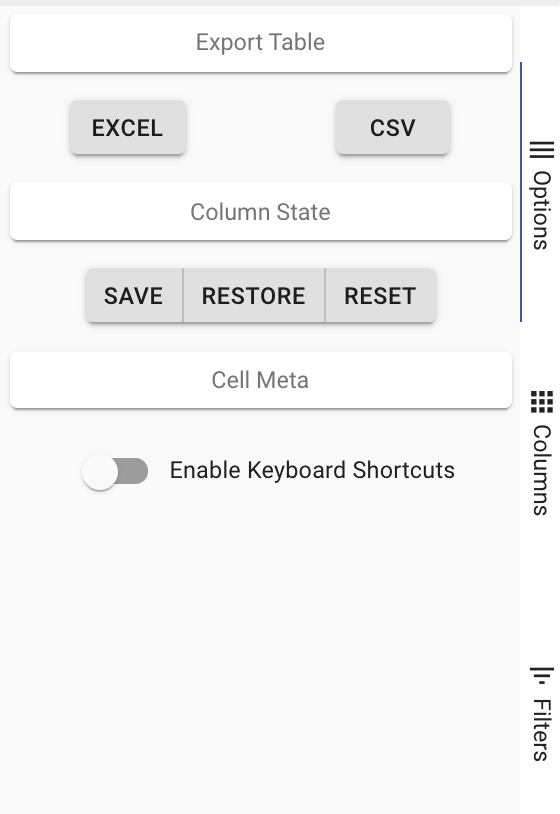 Export Table
EXCEL
CSV
Column State
SAVE
RESTORE
RESET
Cell Meta
Enable Keyboard Shortcuts
Options
Columns
Filters